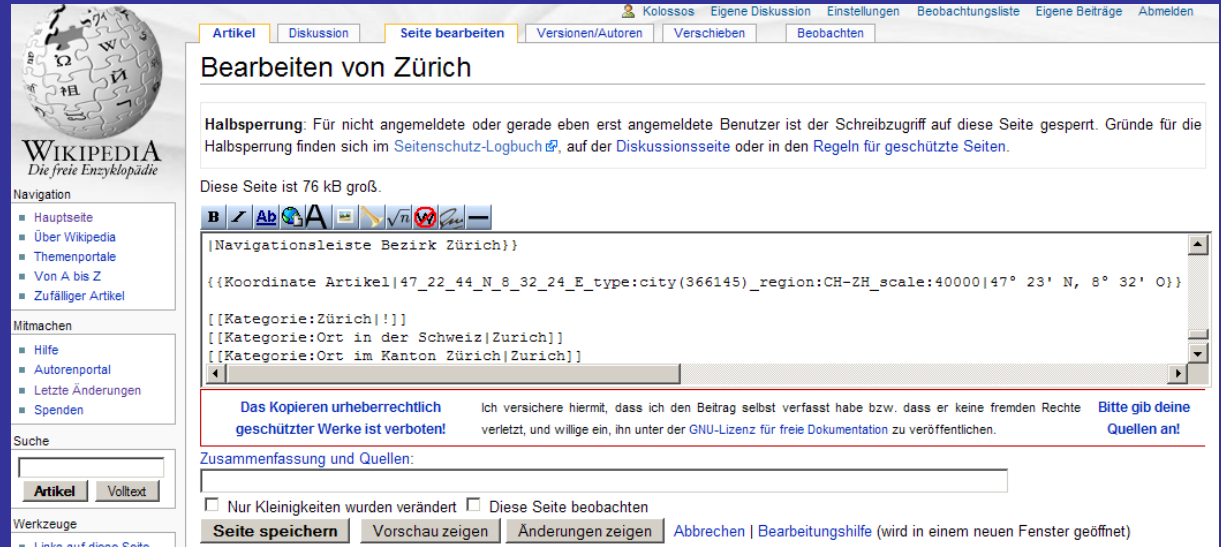 Kolossos Eigene Diskussion Einstellungen Beobachtungsliste Eigene Beiträge Abmelden
Artikel Diskussion Seite bearbeiten Versionen/Autoren Verschieben Beobachten
WIKIPEDIA
Die freie Enzyklopädie
Navigation
Hauptseite
Über Wikipedia
Themenportale
Von A bis Z
Zufälliger Artikel
Mitmachen
Hilfe
Autorenportal
Letzte Änderungen
Spenden
Suche
Artikel Volltext
Werkzeuge
Links auf diese Seite
Bearbeiten von Zürich
Halbsperrung: Für nicht angemeldete oder gerade eben erst angemeldete Benutzer ist der Schreibzugriff auf diese Seite gesperrt. Gründe für die
Halbsperrung finden sich im Seitenschutz-Logbuch, auf der Diskussionsseite oder in den Regeln für geschützte Seiten.
Diese Seite ist 76 kB groß.
B I Ab A √n W
|Navigationsleiste Bezirk Zürich}}
{{Koordinate Artikel|47_22_44_N_8_32_24_E_type:city(366145)_region:CH-ZH_scale:40000|47° 23' N, 8° 32' O}}
[[Kategorie:Zürich|!]]
[[Kategorie:Ort in der Schweiz|Zurich]]
[[Kategorie:Ort im Kanton Zürich|Zurich]]
Das Kopieren urheberrechtlich
geschützter Werke ist verboten!
Ich versichere hiermit, dass ich den Beitrag selbst verfasst habe bzw. dass er keine fremden Rechte
verletzt, und willige ein, ihn unter der GNU-Lizenz für freie Dokumentation zu veröffentlichen.
Bitte gib deine
Quellen an!
Zusammenfassung und Quellen:
Nur Kleinigkeiten wurden verändert Diese Seite beobachten
Seite speichern Vorschau zeigen Änderungen zeigen Abbrechen | Bearbeitungshilfe (wird in einem neuen Fenster geöffnet)